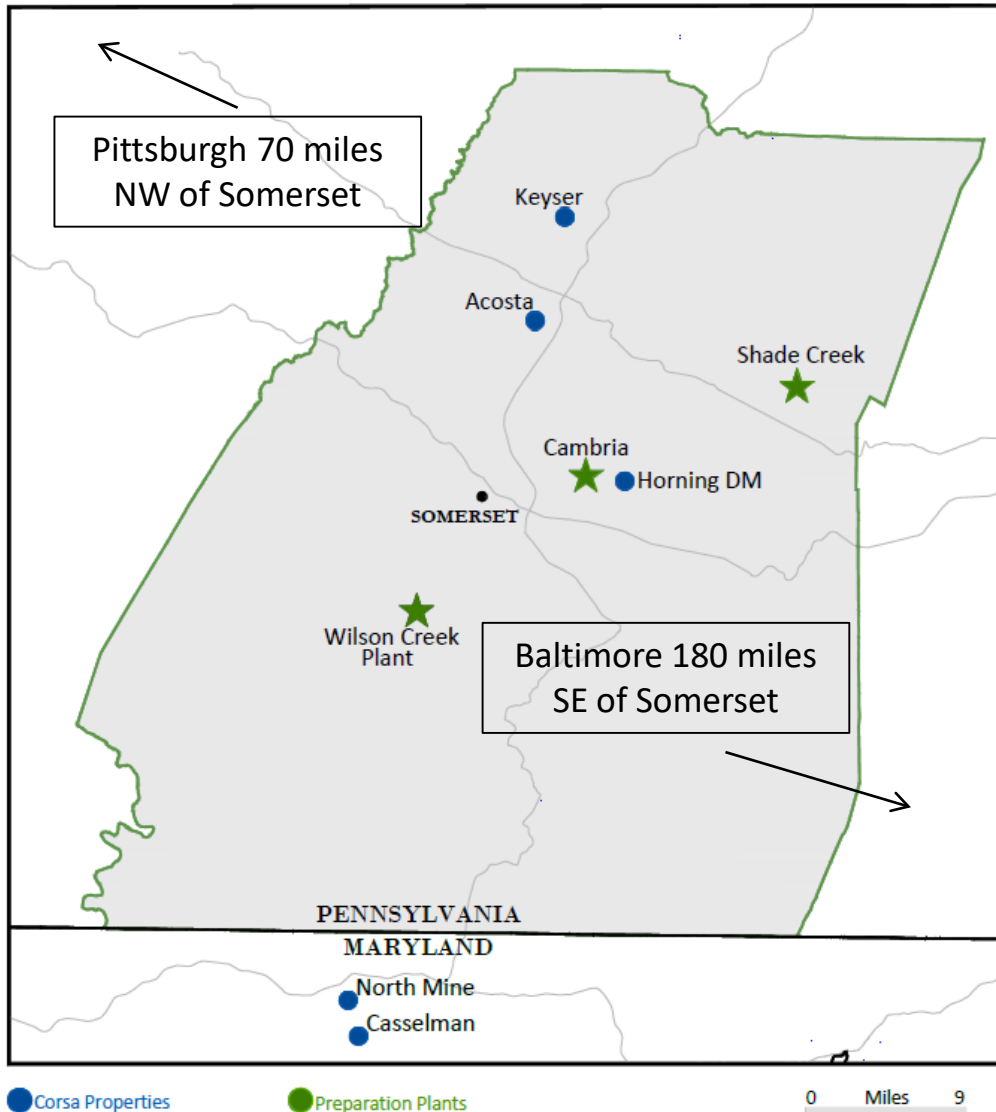 Pittsburgh 70 miles
NW of Somerset
Keyser
Acosta
Shade Creek
Cambria
Horning DM
SOMERSET
Wilson Creek
Plant
Baltimore 180 miles
SE of Somerset
PENNSYLVANIA
MARYLAND
North Mine
Casselman
Corsa Properties
Preparation Plants
0 Miles 9